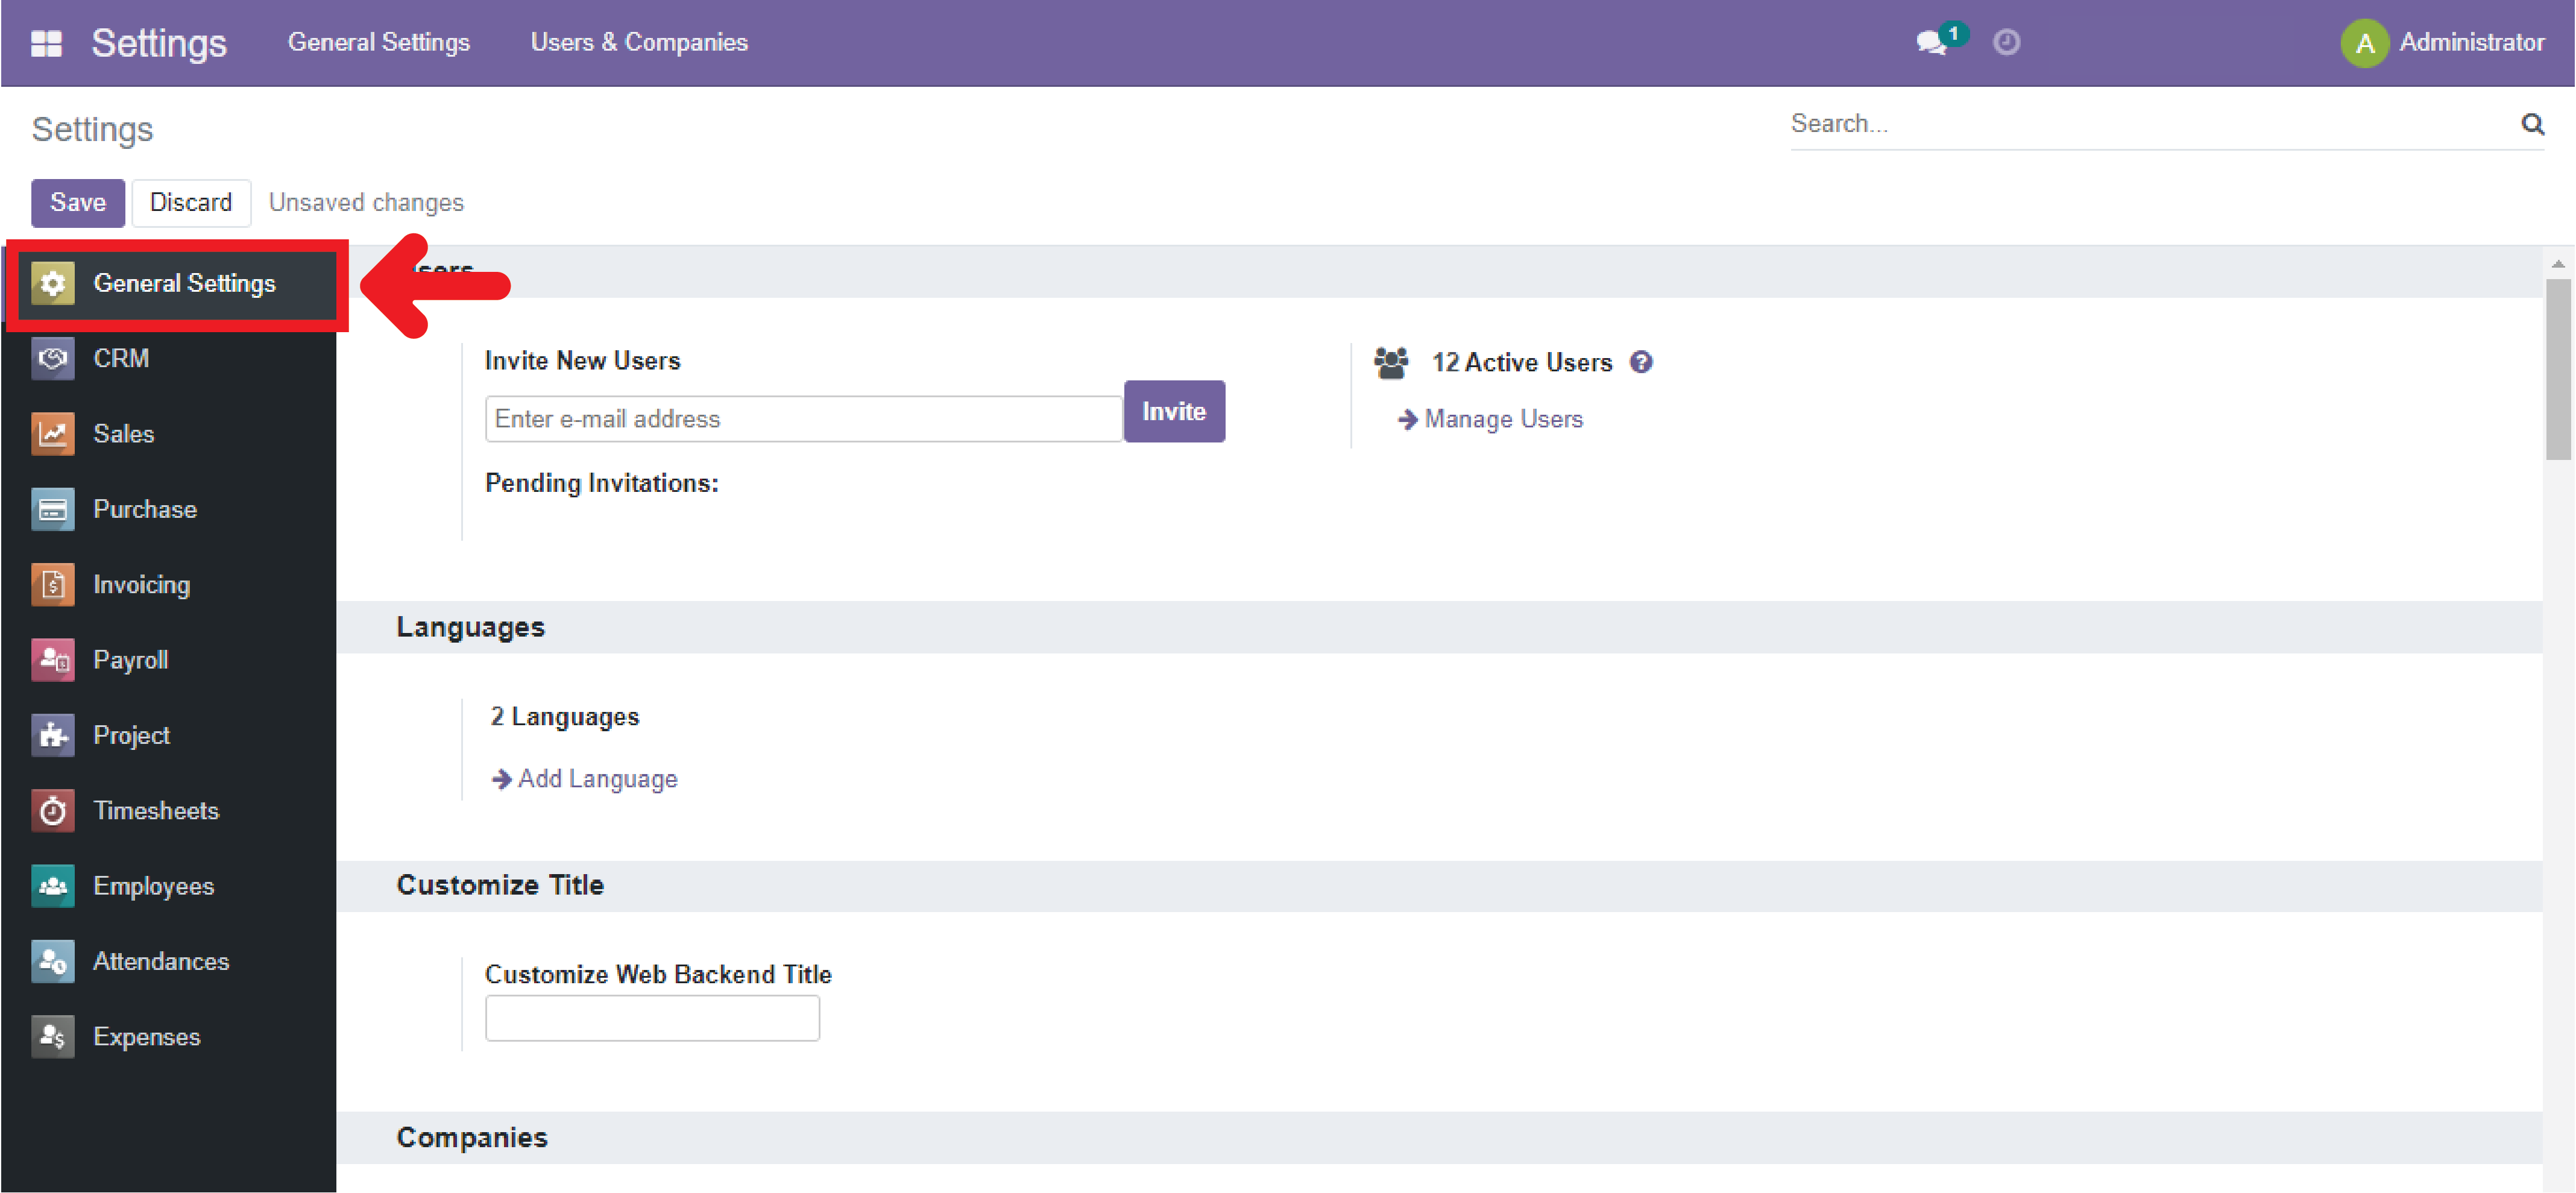 Settings General Settings Users & Companies 1 A Administrator
Settings Search...
Save Discard Unsaved changes
General Settings
CRM
Sales
Purchase
Invoicing
Payroll
Project
Timesheets
Employees
Attendances
Expenses
Invite New Users
Enter e-mail address Invite
Pending Invitations:
12 Active Users ?
Manage Users
Languages
2 Languages
Add Language
Customize Title
Customize Web Backend Title
Companies